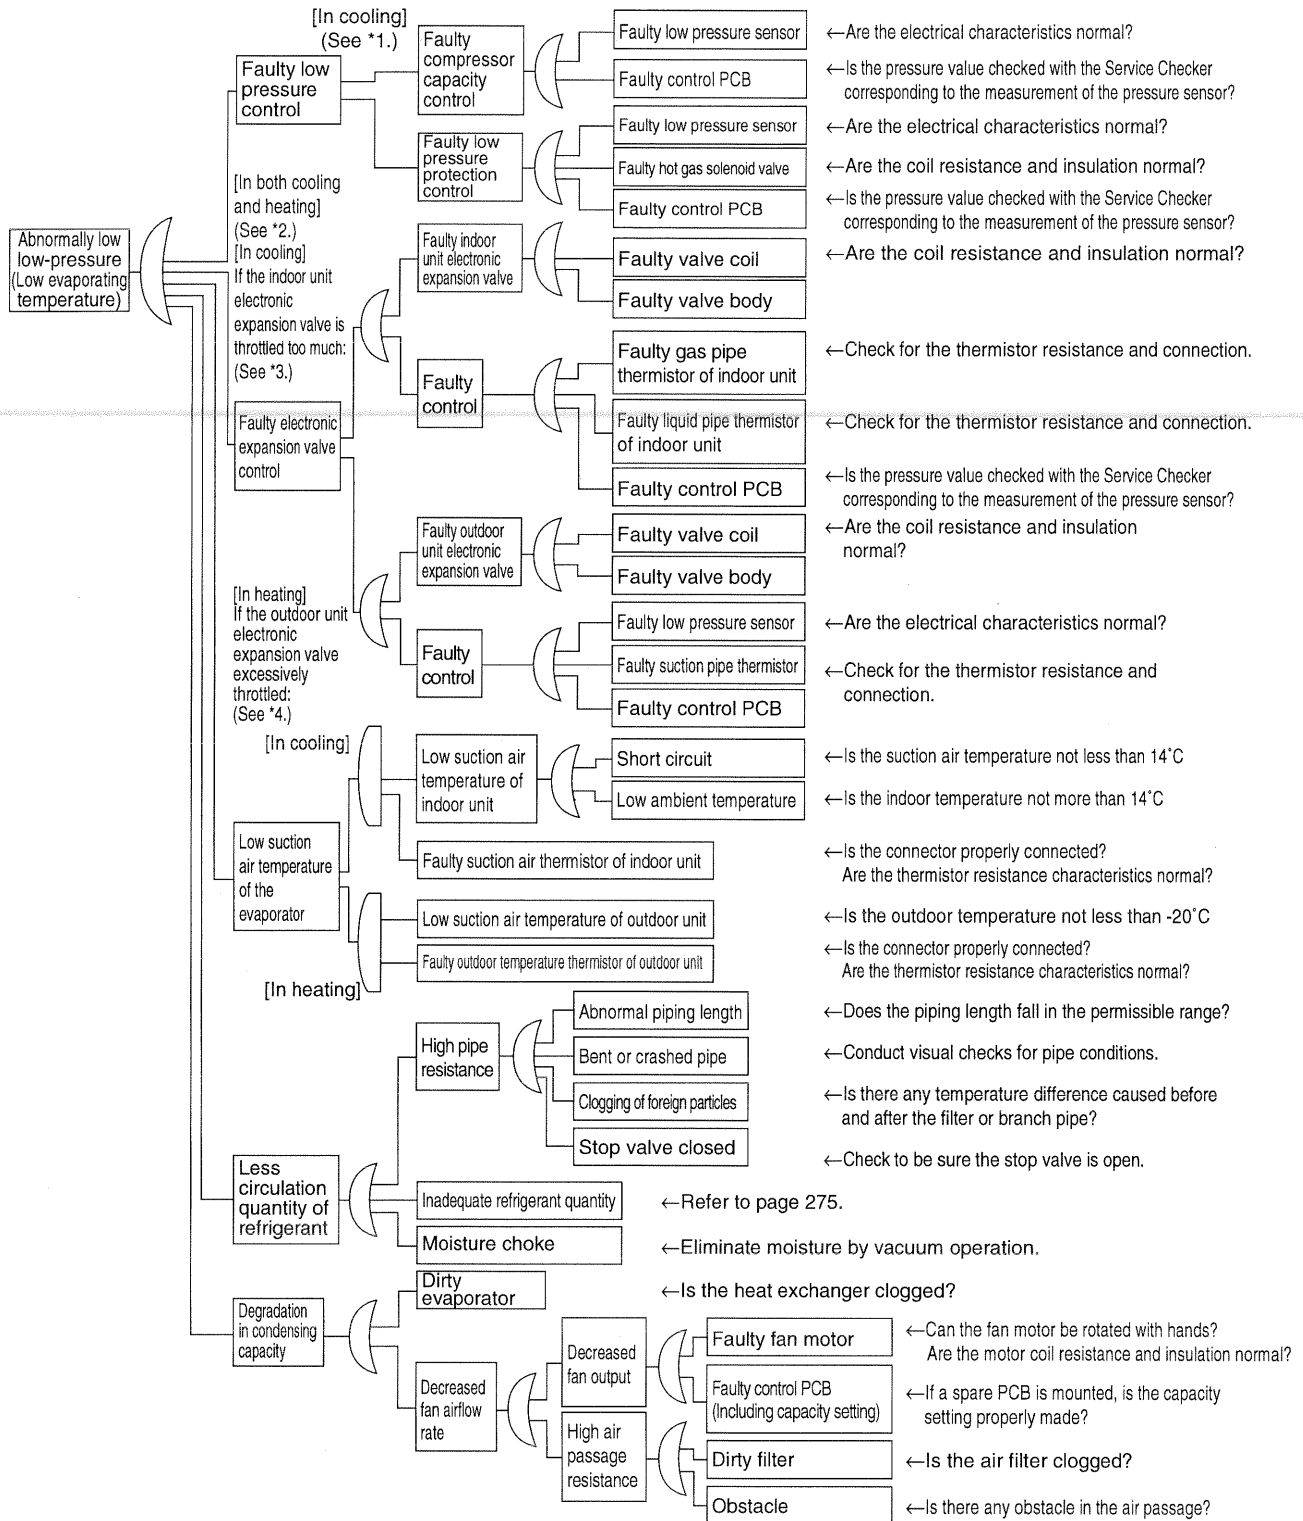 [In cooling]
(See *1.)
Faulty low
pressure
control
Faulty
compressor
capacity
control
Faulty low pressure sensor
←Are the electrical characteristics normal?
Faulty control PCB
←Is the pressure value checked with the Service Checker
corresponding to the measurement of the pressure sensor?
Faulty low
pressure
protection
control
Faulty low pressure sensor
←Are the electrical characteristics normal?
Faulty hot gas solenoid valve
←Are the coil resistance and insulation normal?
Faulty control PCB
←Is the pressure value checked with the Service Checker
corresponding to the measurement of the pressure sensor?
[In both cooling
and heating]
(See *2.)
[In cooling]
If the indoor unit
electronic
expansion valve is
throttled too much:
(See *3.)
Abnormally low
low-pressure
(Low evaporating
temperature)
Faulty indoor
unit electronic
expansion valve
Faulty valve coil
←Are the coil resistance and insulation normal?
Faulty valve body
Faulty electronic
expansion valve
control
Faulty
control
Faulty gas pipe
thermistor of indoor unit
←Check for the thermistor resistance and connection.
Faulty liquid pipe thermistor
of indoor unit
←Check for the thermistor resistance and connection.
Faulty control PCB
←Is the pressure value checked with the Service Checker
corresponding to the measurement of the pressure sensor?
Faulty outdoor
unit electronic
expansion valve
Faulty valve coil
←Are the coil resistance and insulation
normal?
Faulty valve body
[In heating]
If the outdoor unit
electronic
expansion valve
excessively
throttled:
(See *4.)
Faulty
control
Faulty low pressure sensor
←Are the electrical characteristics normal?
Faulty suction pipe thermistor
←Check for the thermistor resistance and
connection.
Faulty control PCB
[In cooling]
Low suction air
temperature of
indoor unit
Short circuit
←Is the suction air temperature not less than 14˚C
Low ambient temperature
←Is the indoor temperature not more than 14˚C
Low suction
air temperature
of the
evaporator
Faulty suction air thermistor of indoor unit
←Is the connector properly connected?
Are the thermistor resistance characteristics normal?
Low suction air temperature of outdoor unit
←Is the outdoor temperature not less than -20˚C
Faulty outdoor temperature thermistor of outdoor unit
←Is the connector properly connected?
Are the thermistor resistance characteristics normal?
[In heating]
High pipe
resistance
Abnormal piping length
←Does the piping length fall in the permissible range?
Bent or crashed pipe
←Conduct visual checks for pipe conditions.
Clogging of foreign particles
←Is there any temperature difference caused before
and after the filter or branch pipe?
Stop valve closed
←Check to be sure the stop valve is open.
Less
circulation
quantity of
refrigerant
Inadequate refrigerant quantity
←Refer to page 275.
Moisture choke
←Eliminate moisture by vacuum operation.
Dirty
evaporator
←Is the heat exchanger clogged?
Degradation
in condensing
capacity
Decreased
fan airflow
rate
Decreased
fan output
Faulty fan motor
←Can the fan motor be rotated with hands?
Are the motor coil resistance and insulation normal?
Faulty control PCB
(Including capacity setting)
←If a spare PCB is mounted, is the capacity
setting properly made?
High air
passage
resistance
Dirty filter
←Is the air filter clogged?
Obstacle
←Is there any obstacle in the air passage?